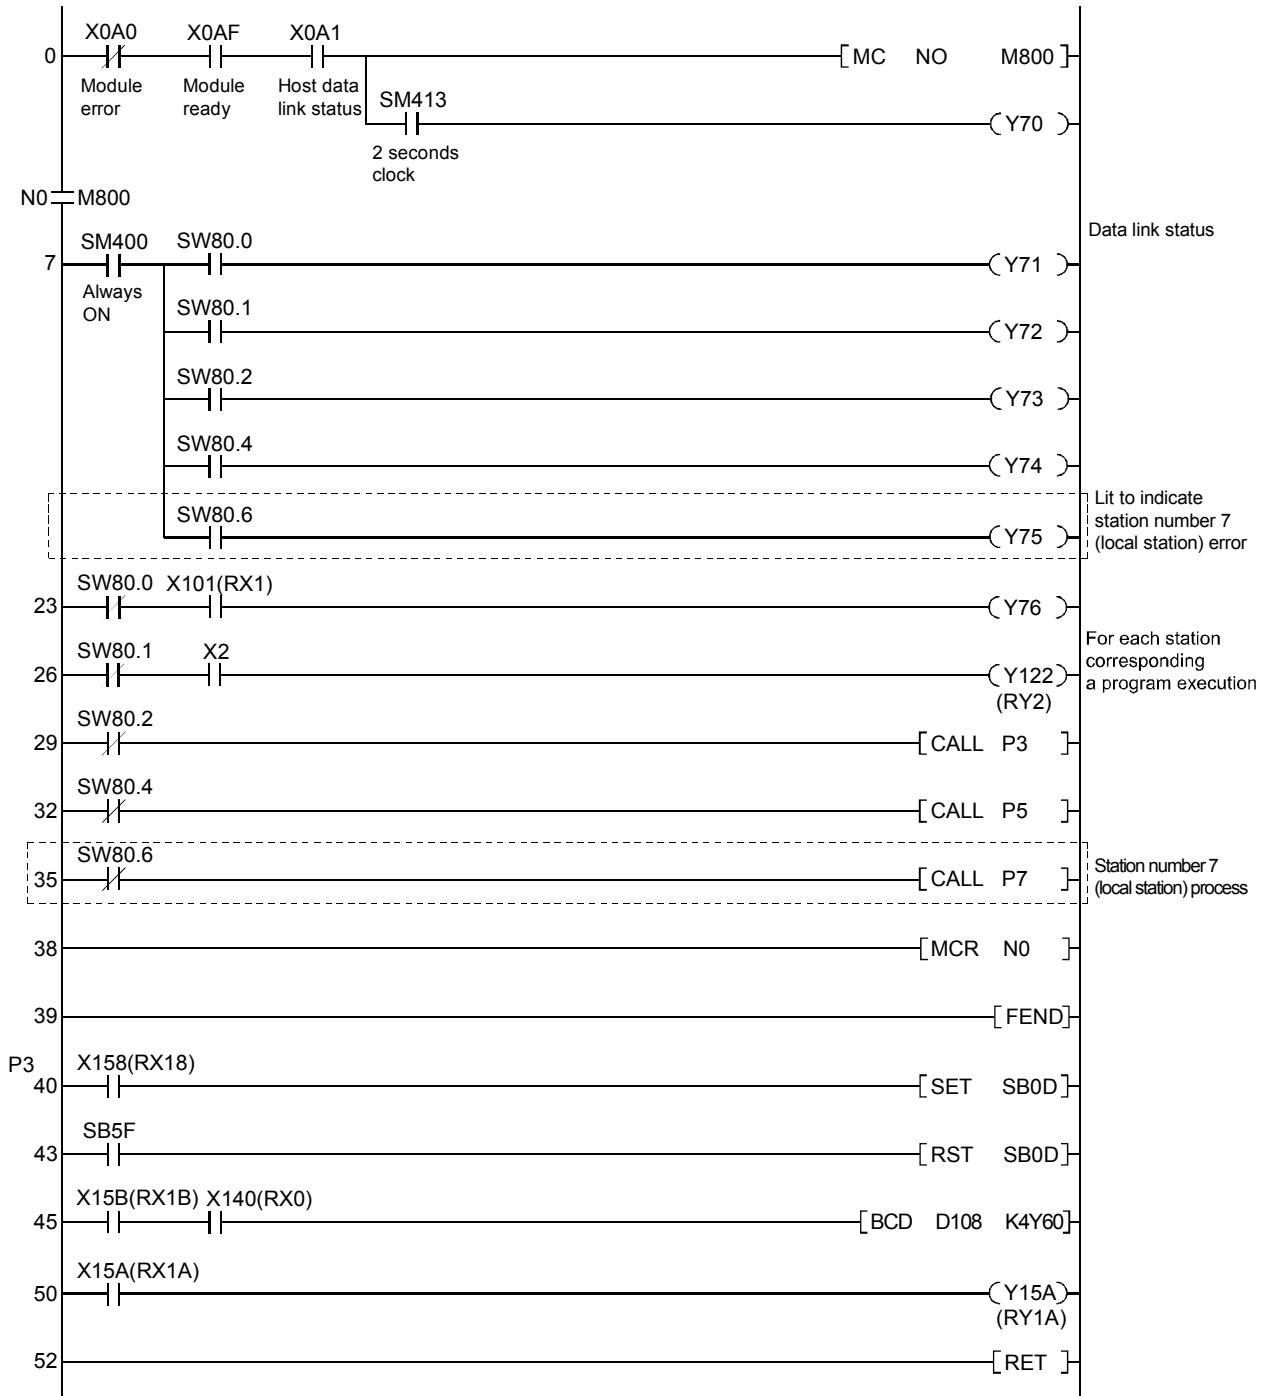 X0A0 X0AF X0A1
0 MC NO M800
Module error Module ready Host data link status
SM413
Y70
2 seconds clock
N0 M800
Data link status
SM400 SW80.0
7 Y71
Always ON
SW80.1
Y72
SW80.2
Y73
SW80.4
Y74
Lit to indicate
station number 7
(local station) error
SW80.6
Y75
SW80.0 X101(RX1)
23 Y76
For each station
corresponding
a program execution
SW80.1 X2
26 Y122
(RY2)
SW80.2
29 CALL P3
SW80.4
32 CALL P5
SW80.6
35 CALL P7
Station number 7
(local station) process
38 MCR N0
39 FEND
P3 X158(RX18)
40 SET SB0D
SB5F
43 RST SB0D
X15B(RX1B) X140(RX0)
45 BCD D108 K4Y60
X15A(RX1A)
50 Y15A
(RY1A)
52 RET